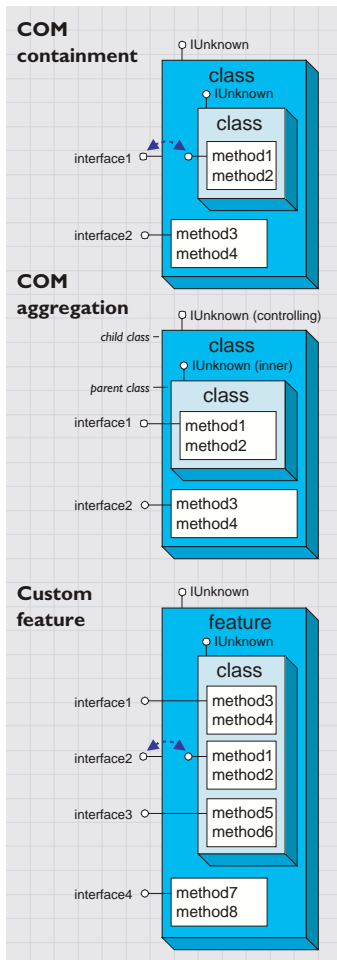 COM
containment
IUnknown
class
IUnknown
class
interface1
method1
method2
interface2
method3
method4
COM
aggregation
IUnknown (controlling)
child class
class
IUnknown (inner)
parent class
class
interface1
method1
method2
interface2
method3
method4
Custom
feature
IUnknown
feature
IUnknown
class
interface1
method3
method4
interface2
method1
method2
interface3
method5
method6
interface4
method7
method8